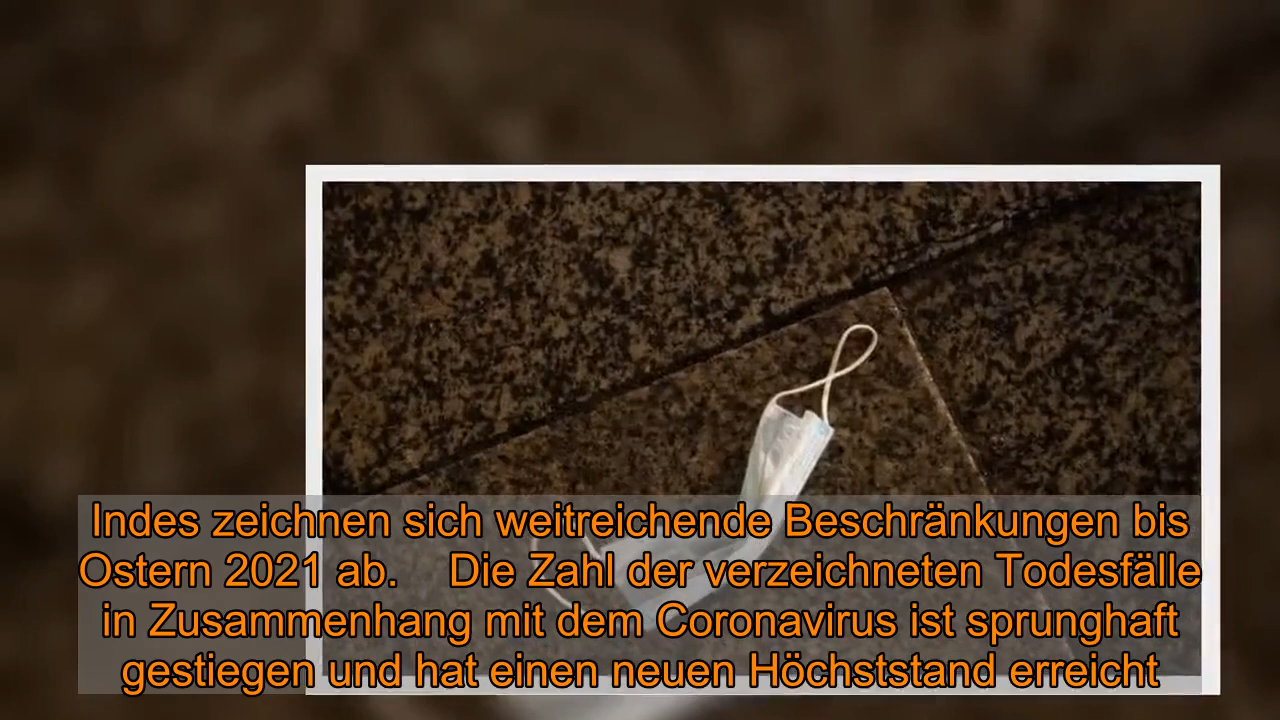 Indes zeichnen sich weitreichende Beschränkungen bis
Ostern 2021 ab. Die Zahl der verzeichneten Todesfälle
in Zusammenhang mit dem Coronavirus ist sprunghaft
gestiegen und hat einen neuen Höchststand erreicht